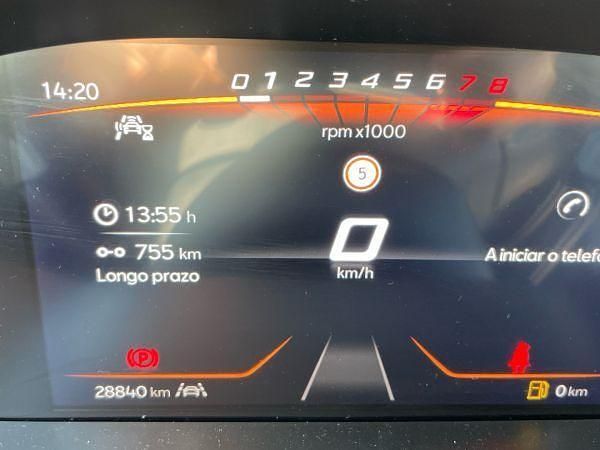 14:20
0 1 2 3 4 5 6 7 8
rpm x1000
5
13:55 h
755 km
Longo prazo
0
km/h
A iniciar o telef
P
28840 km
0 km